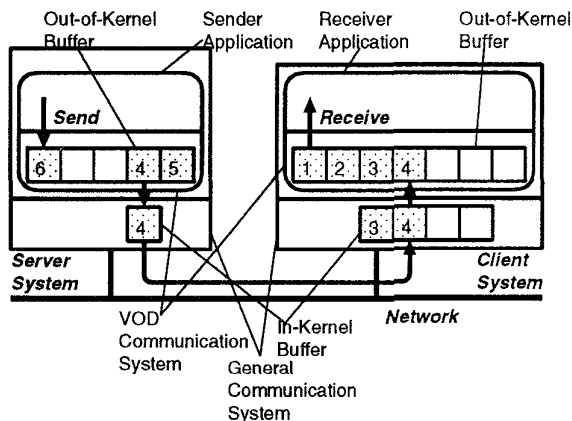 Out-of-Kernel
Buffer
Sender
Application
Receiver
Application
Out-of-Kernel
Buffer
Send
Receive
6 4 5
1 2 3 4
4
3 4
Server
System
Client
System
Network
VOD
Communication
System
General
Communication
System
In-Kernel
Buffer